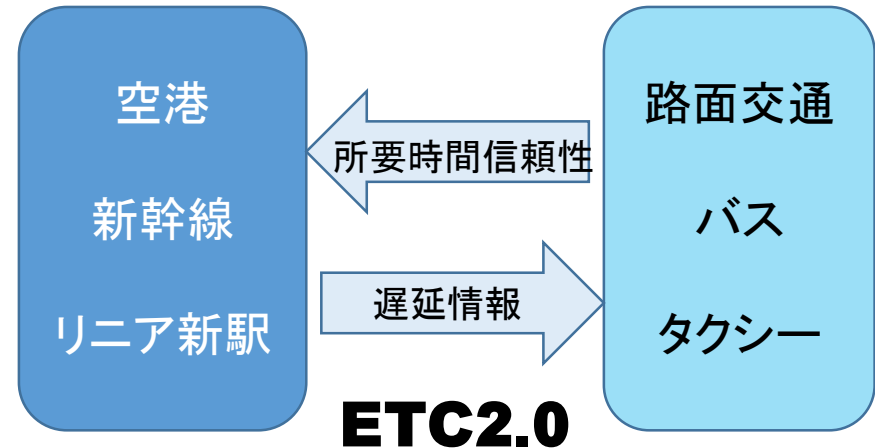 空港
新幹線
リニア新駅
所要時間信頼性
遅延情報
路面交通
バス
タクシー
ETC2.0